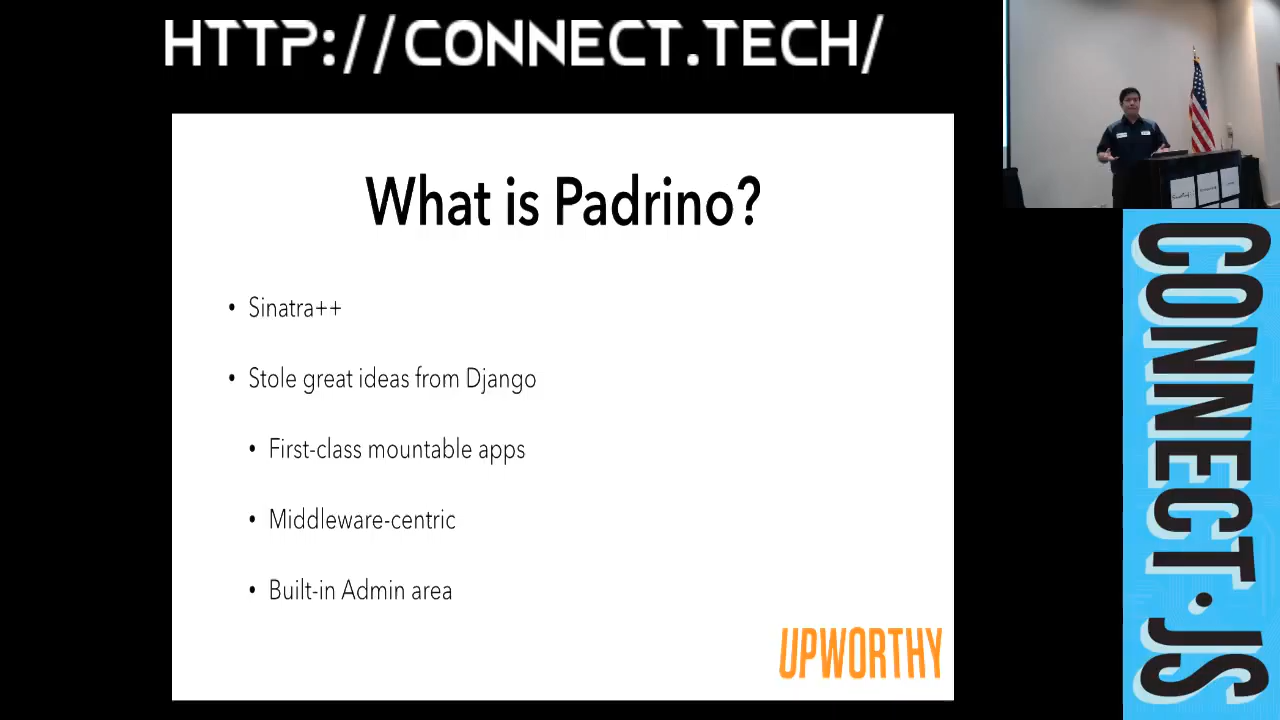 HTTP://CONNECT.TECH/
What is Padrino?
• Sinatra++
• Stole great ideas from Django
• First-class mountable apps
• Middleware-centric
• Built-in Admin area
UPWORTHY
CONNECT.JS